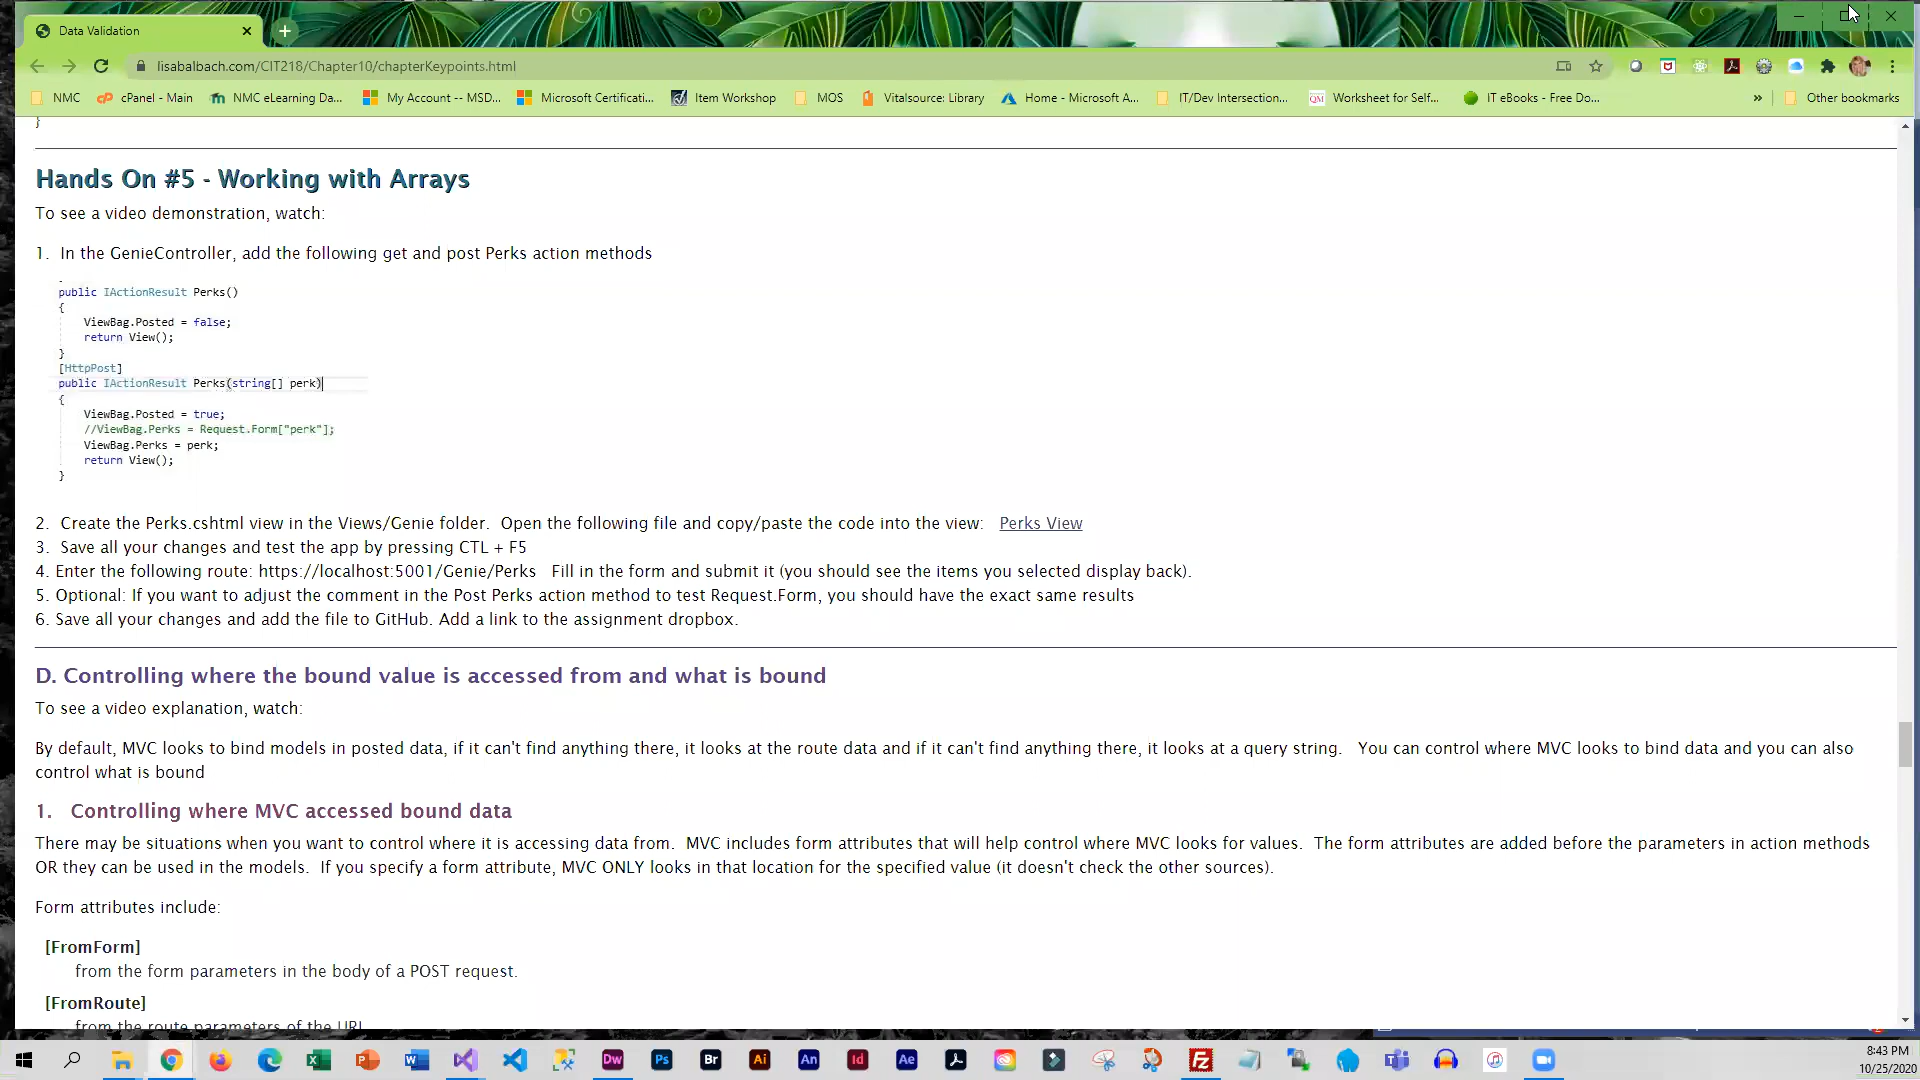 Data Validation
lisabalbach.com/CIT218/Chapter10/chapterKeypoints.html
NMC
cPanel - Main
NMC eLearning Da...
My Account -- MSD...
Microsoft Certificati...
Item Workshop
MOS
Vitalsource: Library
Home - Microsoft A...
IT/Dev Intersection...
QM
Worksheet for Self...
IT eBooks - Free Do...
»
Other bookmarks
}
Hands On #5 - Working with Arrays
To see a video demonstration, watch:
1. In the GenieController, add the following get and post Perks action methods
public IActionResult Perks()
{
ViewBag.Posted = false;
return View();
}
[HttpPost]
public IActionResult Perks(string[] perk)
{
ViewBag.Posted = true;
//ViewBag.Perks = Request.Form["perk"];
ViewBag.Perks = perk;
return View();
}
2. Create the Perks.cshtml view in the Views/Genie folder. Open the following file and copy/paste the code into the view: Perks View
3. Save all your changes and test the app by pressing CTL + F5
4. Enter the following route: https://localhost:5001/Genie/Perks Fill in the form and submit it (you should see the items you selected display back).
5. Optional: If you want to adjust the comment in the Post Perks action method to test Request.Form, you should have the exact same results
6. Save all your changes and add the file to GitHub. Add a link to the assignment dropbox.
D. Controlling where the bound value is accessed from and what is bound
To see a video explanation, watch:
By default, MVC looks to bind models in posted data, if it can't find anything there, it looks at the route data and if it can't find anything there, it looks at a query string. You can control where MVC looks to bind data and you can also
control what is bound
1. Controlling where MVC accessed bound data
There may be situations when you want to control where it is accessing data from. MVC includes form attributes that will help control where MVC looks for values. The form attributes are added before the parameters in action methods
OR they can be used in the models. If you specify a form attribute, MVC ONLY looks in that location for the specified value (it doesn't check the other sources).
Form attributes include:
[FromForm]
from the form parameters in the body of a POST request.
[FromRoute]
from the route parameters of the URL
Dw
Ps
Br
Ai
An
Id
Ae
8:43 PM
10/25/2020